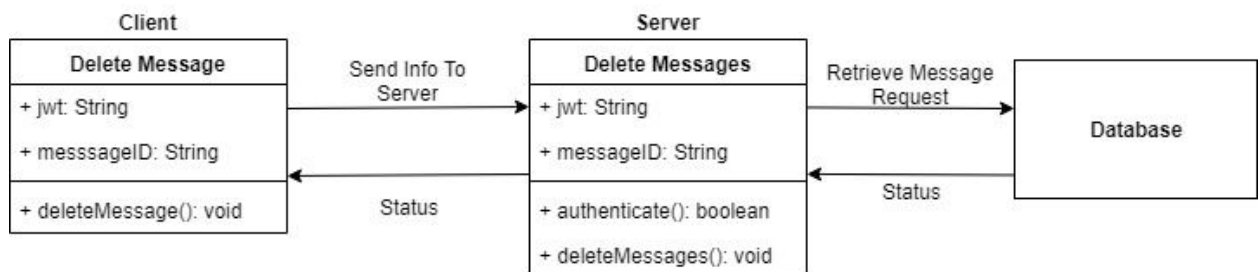 Client
Delete Message
+ jwt: String
+ messsageID: String
+ deleteMessage(): void
Send Info To
Server
Status
Server
Delete Messages
+ jwt: String
+ messageID: String
+ authenticate(): boolean
+ deleteMessages(): void
Retrieve Message
Request
Status
Database